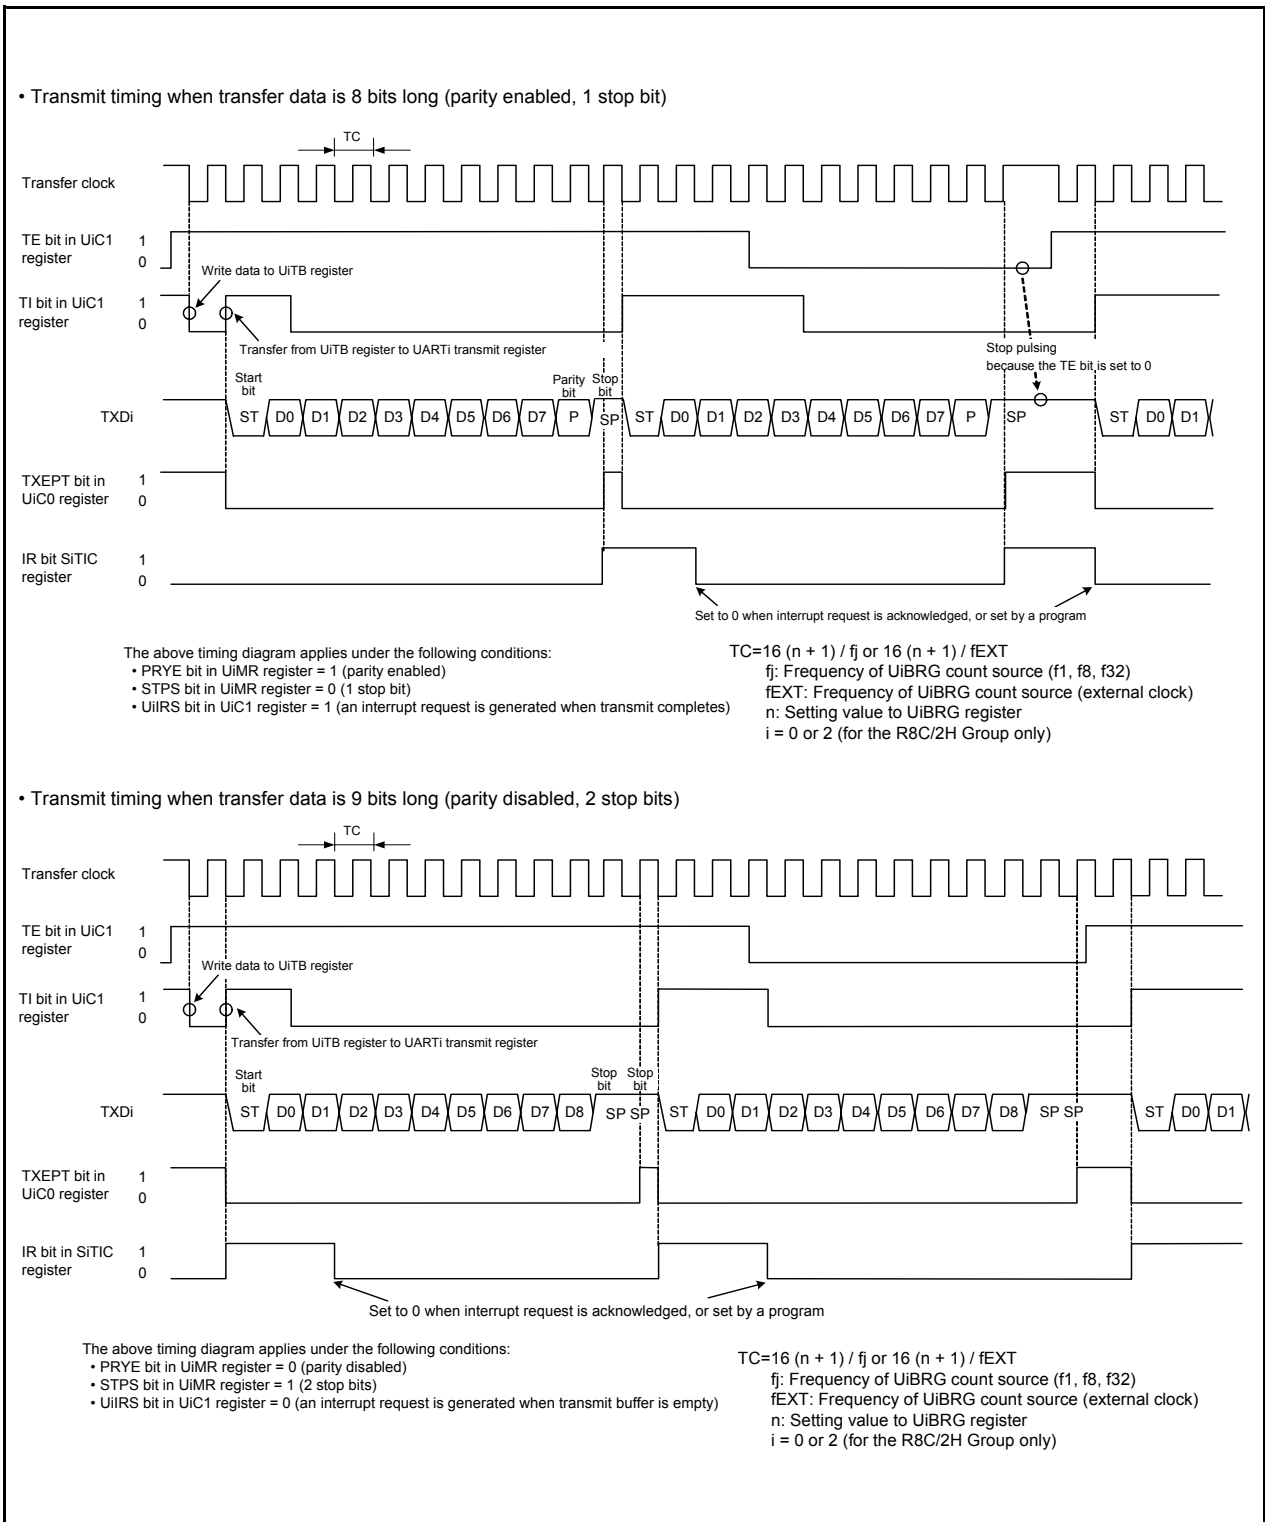 • Transmit timing when transfer data is 8 bits long (parity enabled, 1 stop bit)
TC
Transfer clock
TE bit in UiC1
register
1
0
Write data to UiTB register
TI bit in UiC1
register
1
0
Transfer from UiTB register to UARTi transmit register
Stop pulsing
because the TE bit is set to 0
Start
bit
Parity
bit
Stop
bit
TXDi
ST D0 D1 D2 D3 D4 D5 D6 D7 P SP ST D0 D1 D2 D3 D4 D5 D6 D7 P SP ST D0 D1
TXEPT bit in
UiC0 register
1
0
IR bit SiTIC
register
1
0
Set to 0 when interrupt request is acknowledged, or set by a program
The above timing diagram applies under the following conditions:
• PRYE bit in UiMR register = 1 (parity enabled)
• STPS bit in UiMR register = 0 (1 stop bit)
• UiIRS bit in UiC1 register = 1 (an interrupt request is generated when transmit completes)
TC=16 (n + 1) / fj or 16 (n + 1) / fEXT
fj: Frequency of UiBRG count source (f1, f8, f32)
fEXT: Frequency of UiBRG count source (external clock)
n: Setting value to UiBRG register
i = 0 or 2 (for the R8C/2H Group only)
• Transmit timing when transfer data is 9 bits long (parity disabled, 2 stop bits)
TC
Transfer clock
TE bit in UiC1
register
1
0
Write data to UiTB register
TI bit in UiC1
register
1
0
Transfer from UiTB register to UARTi transmit register
Start
bit
Stop
bit
Stop
bit
TXDi
ST D0 D1 D2 D3 D4 D5 D6 D7 D8 SP SP ST D0 D1 D2 D3 D4 D5 D6 D7 D8 SP SP ST D0 D1
TXEPT bit in
UiC0 register
1
0
IR bit in SiTIC
register
1
0
Set to 0 when interrupt request is acknowledged, or set by a program
The above timing diagram applies under the following conditions:
• PRYE bit in UiMR register = 0 (parity disabled)
• STPS bit in UiMR register = 1 (2 stop bits)
• UiIRS bit in UiC1 register = 0 (an interrupt request is generated when transmit buffer is empty)
TC=16 (n + 1) / fj or 16 (n + 1) / fEXT
fj: Frequency of UiBRG count source (f1, f8, f32)
fEXT: Frequency of UiBRG count source (external clock)
n: Setting value to UiBRG register
i = 0 or 2 (for the R8C/2H Group only)